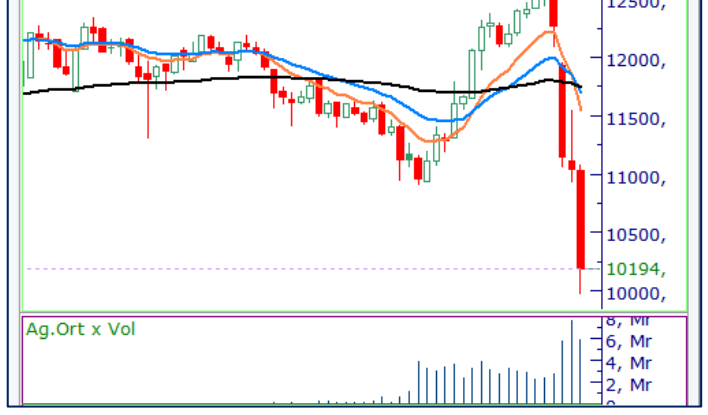 12500,
12000,
11500,
11000,
10500,
10194,
10000,
Ag.Ort x Vol
8, Mr
6, Mr
4, Mr
2, Mr
0